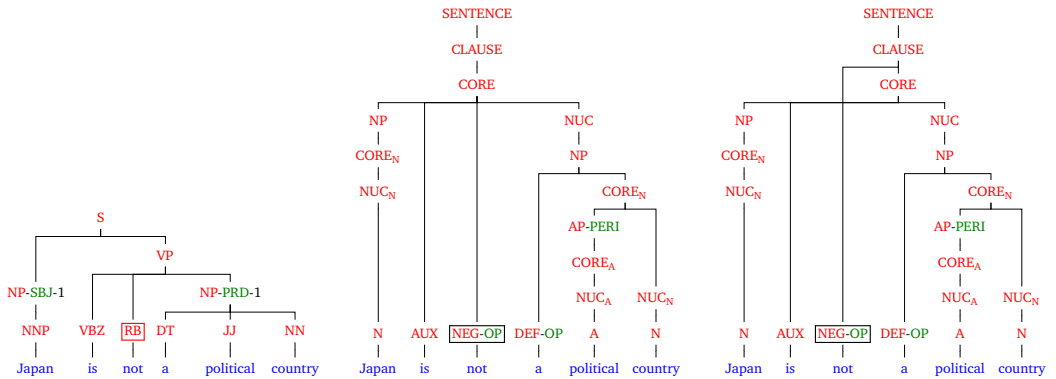 SENTENCE SENTENCE
CLAUSE CLAUSE
CORE CORE
NP NUC NP NUC
CORE_N NP CORE_N NP
NUC_N CORE_N NUC_N CORE_N
S AP-PERI AP-PERI
VP CORE_A CORE_A
NP-SBJ-1 NP-PRD-1 NUC_A NUC_N NUC_A NUC_N
NNP VBZ RB DT JJ NN N AUX NEG-OP DEF-OP A N N AUX NEG-OP DEF-OP A N
Japan is not a political country Japan is not a political country Japan is not a political country